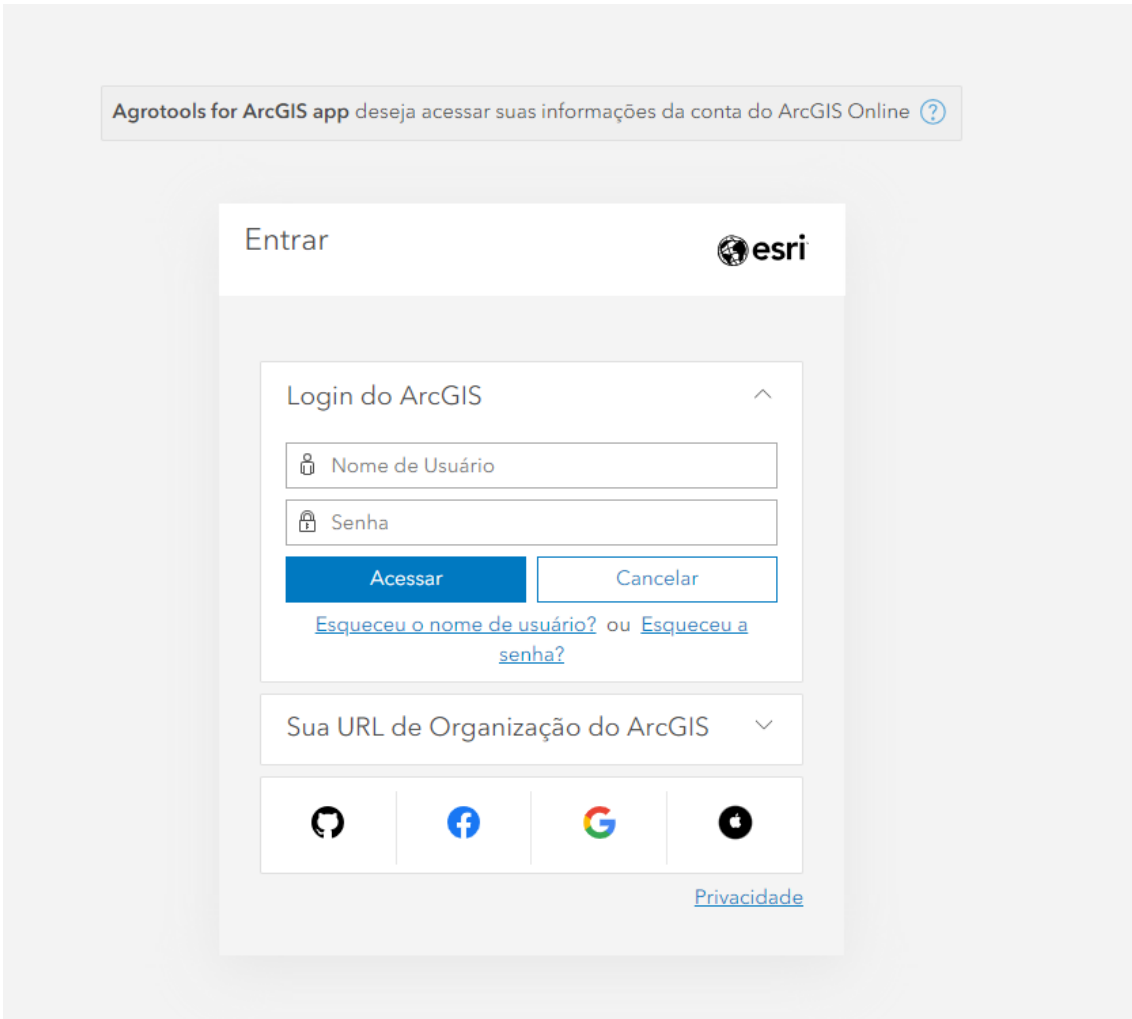 Agrotools for ArcGIS app deseja acessar suas informações da conta do ArcGIS Online ?
Entrar
esri
Login do ArcGIS
Nome de Usuário
Senha
Acessar
Cancelar
Esqueceu o nome de usuário? ou Esqueceu a
senha?
Sua URL de Organização do ArcGIS
Privacidade